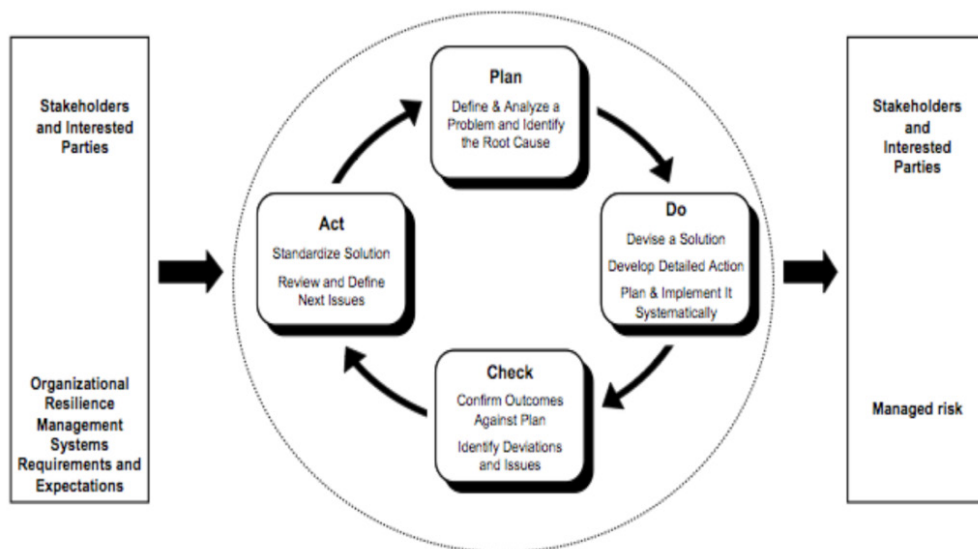 Stakeholders
and Interested
Parties
Organizational
Resilience
Management
Systems
Requirements and
Expectations
Plan
Define & Analyze a
Problem and Identify
the Root Cause
Do
Devise a Solution
Develop Detailed Action
Plan & Implement It
Systematically
Check
Confirm Outcomes
Against Plan
Identify Deviations
and Issues
Act
Standardize Solution
Review and Define
Next Issues
Stakeholders
and
Interested
Parties
Managed risk